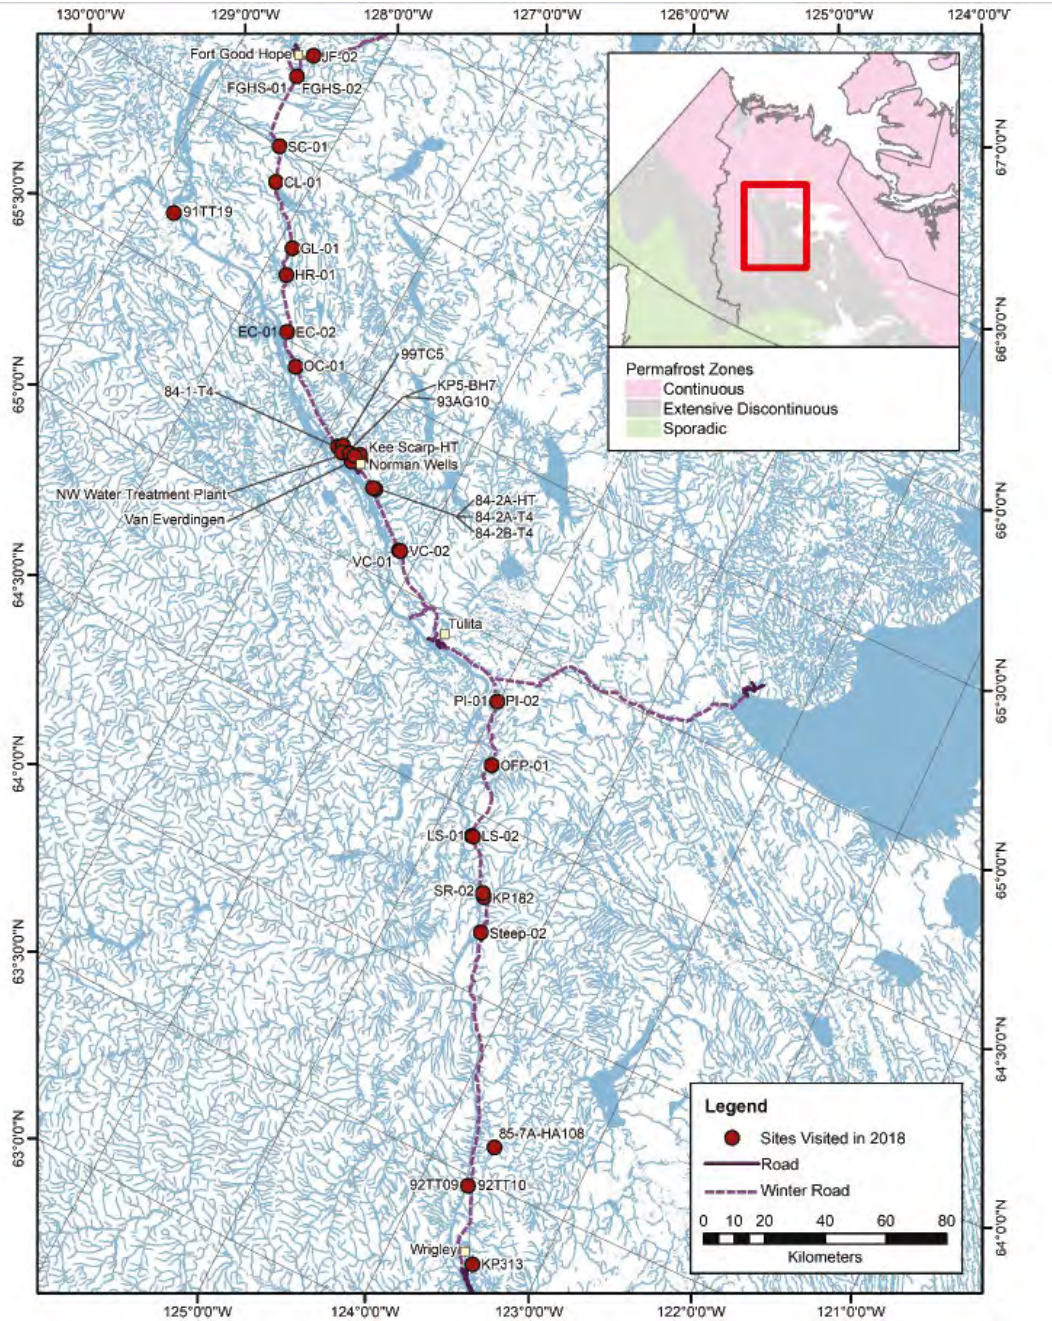 130°0'0"W
129°0'0"W
128°0'0"W
127°0'0"W
126°0'0"W
125°0'0"W
124°0'0"W
Fort Good Hope
JF-02
FGHS-01
FGHS-02
SC-01
CL-01
91TT19
GL-01
HR-01
EC-01
EC-02
OC-01
99TC5
84-1-T4
KP5-BH7
93AG10
Kee Scarp-HT
Norman Wells
NW Water Treatment Plant
Van Everdingen
84-2A-HT
84-2A-T4
84-2B-T4
VC-01
VC-02
Tulita
PI-01
PI-02
OFP-01
LS-01
LS-02
SR-02
KP182
Steep-02
85-7A-HA108
92TT09
92TT10
Wrigley
KP313
Permafrost Zones
Continuous
Extensive Discontinuous
Sporadic
Legend
Sites Visited in 2018
Road
Winter Road
0 10 20 40 60 80
Kilometers
65°30'0"N
65°0'0"N
64°30'0"N
64°0'0"N
63°30'0"N
63°0'0"N
67°0'0"N
66°30'0"N
66°0'0"N
65°30'0"N
65°0'0"N
64°30'0"N
64°0'0"N
125°0'0"W
124°0'0"W
123°0'0"W
122°0'0"W
121°0'0"W